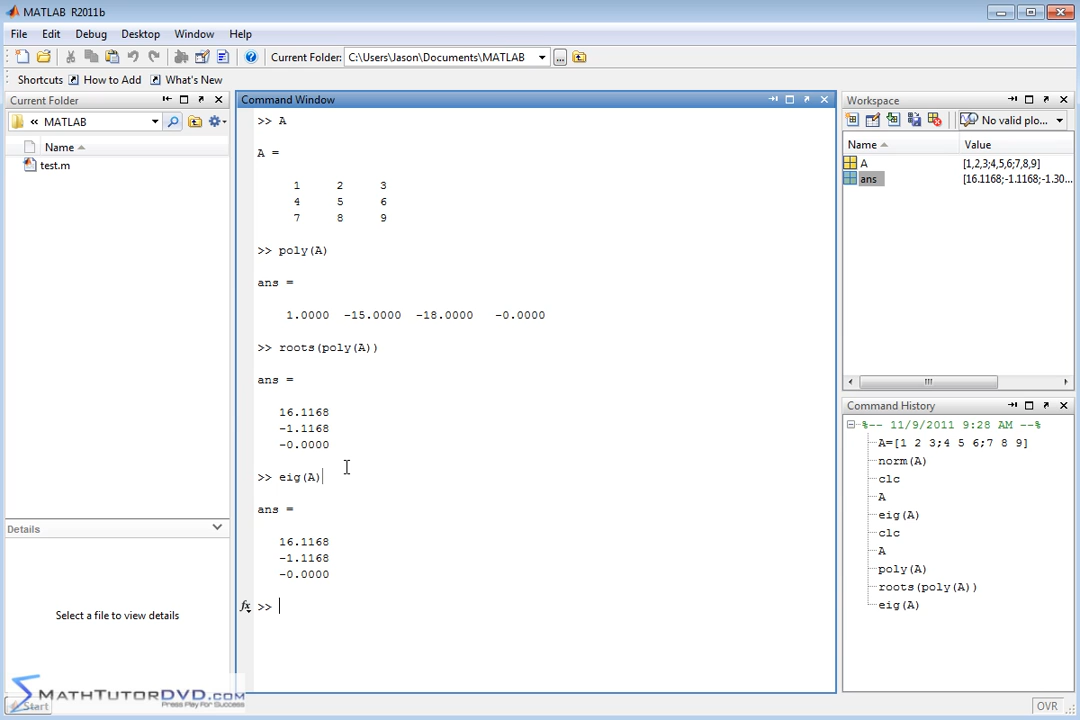 MATLAB R2011b
File Edit Debug Desktop Window Help
Current Folder: C:\Users\Jason\Documents\MATLAB
Shortcuts How to Add What's New
Current Folder
« MATLAB
Name
test.m
Details
Select a file to view details
Command Window
>> A
A =
1 2 3
4 5 6
7 8 9
>> poly(A)
ans =
1.0000 -15.0000 -18.0000 -0.0000
>> roots(poly(A))
ans =
16.1168
-1.1168
-0.0000
>> eig(A)
ans =
16.1168
-1.1168
-0.0000
fx >>
Workspace
No valid plo...
Name Value
A [1,2,3;4,5,6;7,8,9]
ans [16.1168;-1.1168;-1.30...
Command History
%-- 11/9/2011 9:28 AM --%
A=[1 2 3;4 5 6;7 8 9]
norm(A)
clc
A
eig(A)
clc
A
poly(A)
roots(poly(A))
eig(A)
MATHTUTORDVD.COM
Press Play For Success
Start
OVR